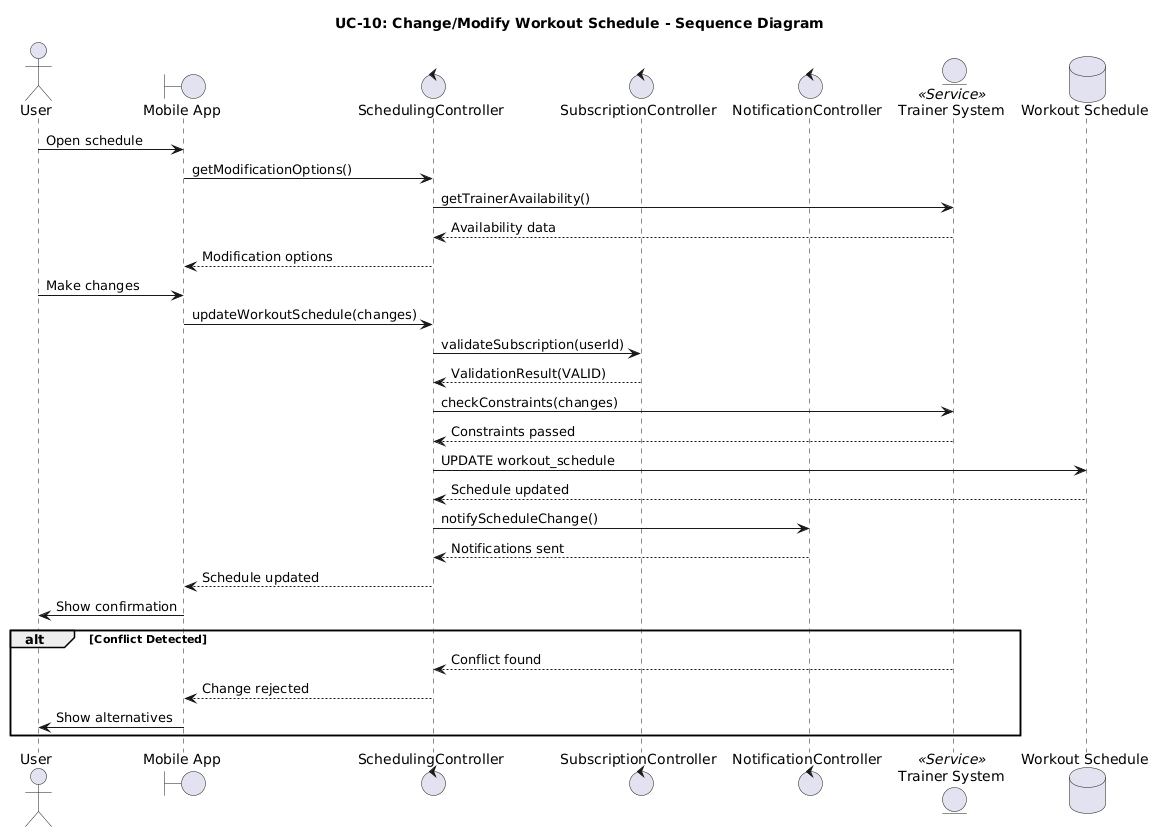 UC-10: Change/Modify Workout Schedule - Sequence Diagram
User
Mobile App
SchedulingController
SubscriptionController
NotificationController
«Service»
Trainer System
Workout Schedule
Open schedule
getModificationOptions()
getTrainerAvailability()
Availability data
Modification options
Make changes
updateWorkoutSchedule(changes)
validateSubscription(userId)
ValidationResult(VALID)
checkConstraints(changes)
Constraints passed
UPDATE workout_schedule
Schedule updated
notifyScheduleChange()
Notifications sent
Schedule updated
Show confirmation
alt [Conflict Detected]
Conflict found
Change rejected
Show alternatives
User
Mobile App
SchedulingController
SubscriptionController
NotificationController
«Service»
Trainer System
Workout Schedule